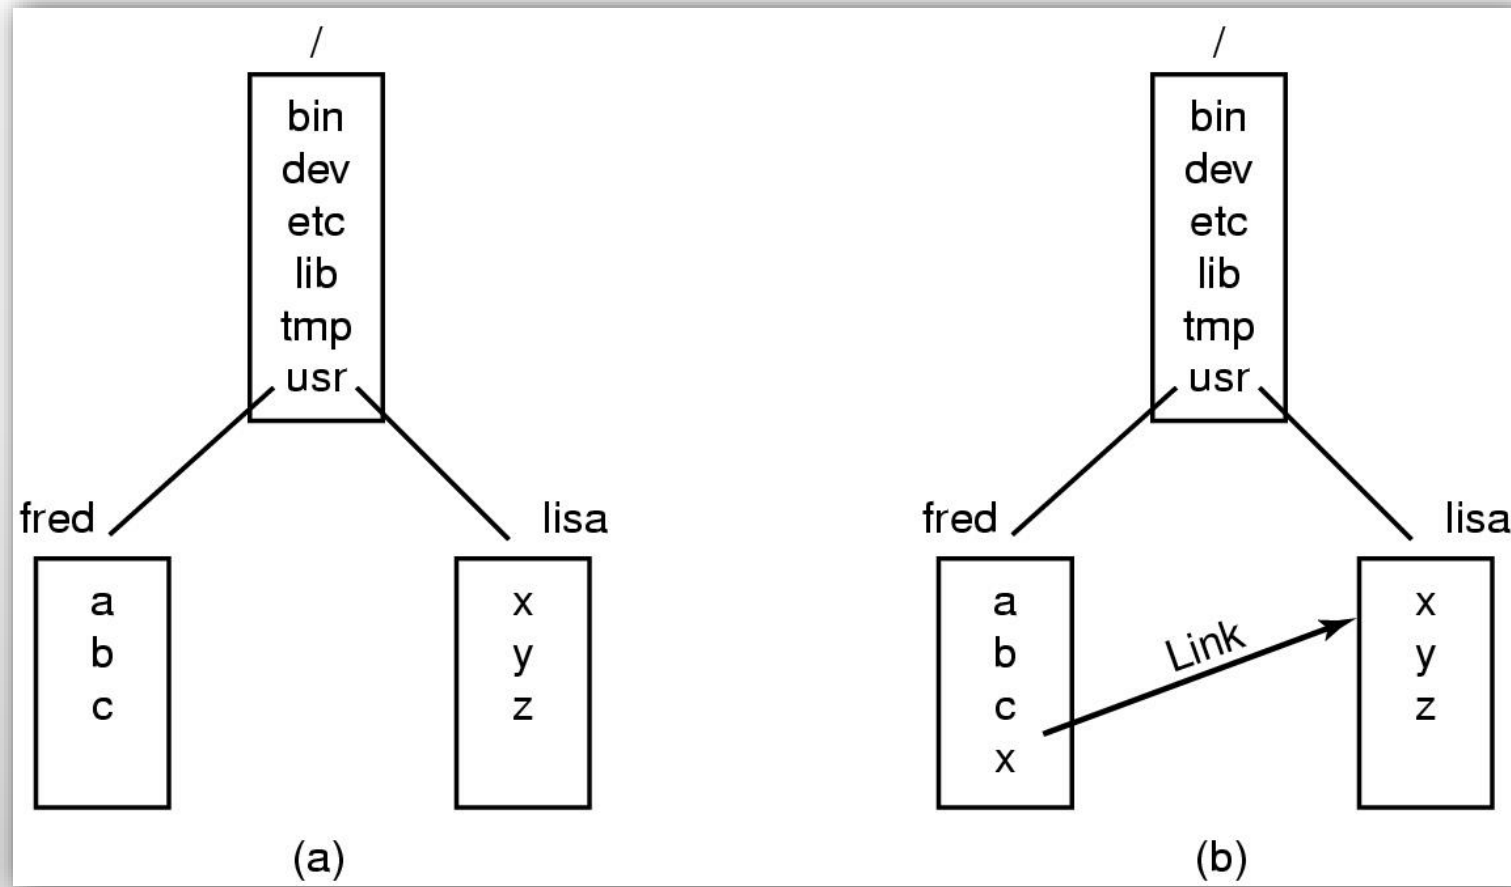 /
bin
dev
etc
lib
tmp
usr
fred
lisa
a
b
c
x
y
z
(a)
/
bin
dev
etc
lib
tmp
usr
fred
lisa
a
b
c
x
Link
x
y
z
(b)